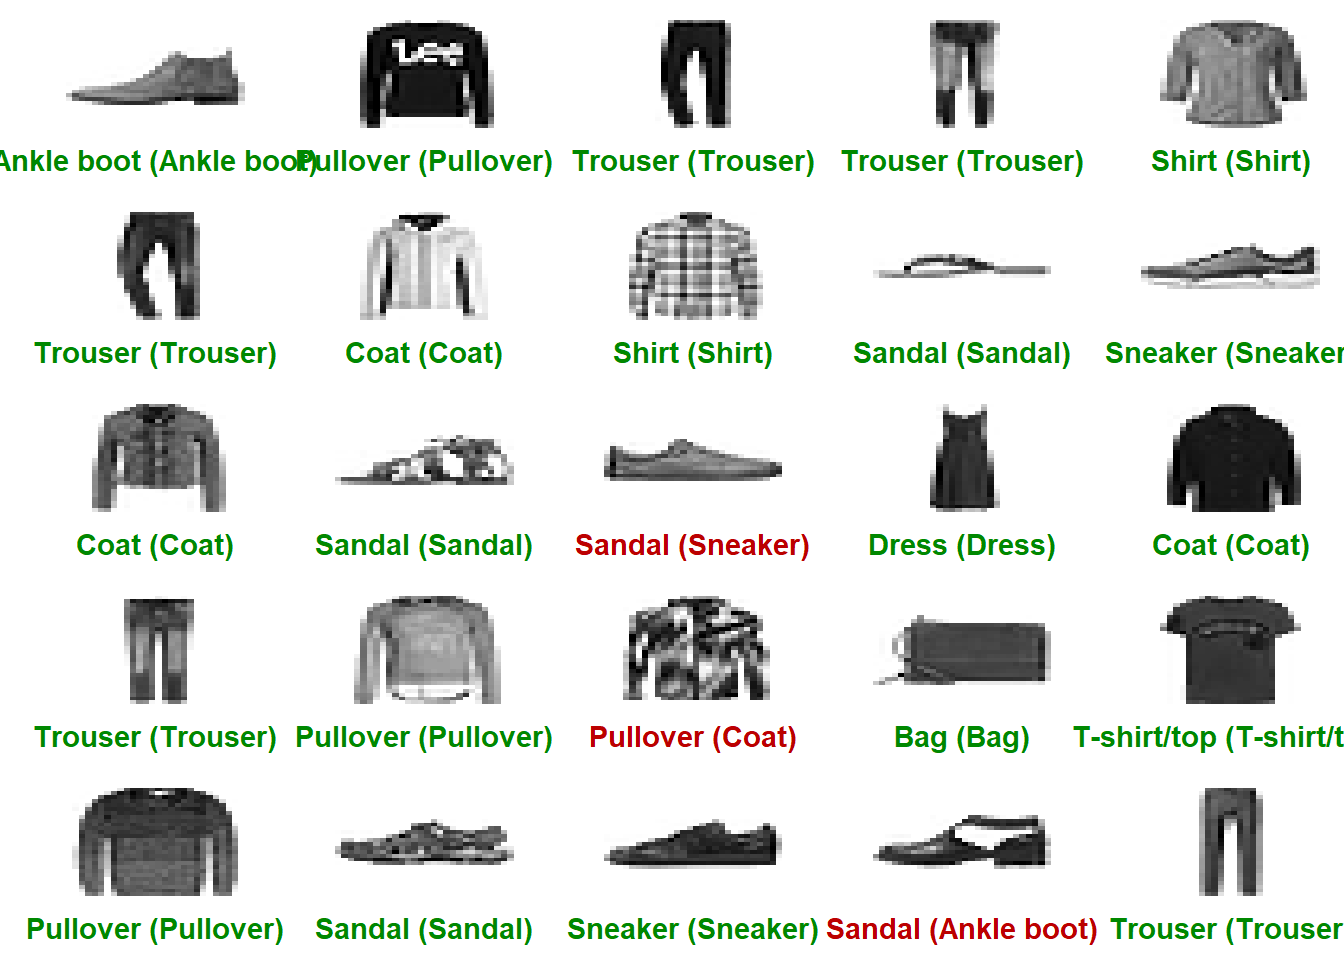 Lee
Ankle boot (Ankle boot) Pullover (Pullover) Trouser (Trouser) Trouser (Trouser) Shirt (Shirt)
Trouser (Trouser) Coat (Coat) Shirt (Shirt) Sandal (Sandal) Sneaker (Sneaker
Coat (Coat) Sandal (Sandal) Sandal (Sneaker) Dress (Dress) Coat (Coat)
Trouser (Trouser) Pullover (Pullover) Pullover (Coat) Bag (Bag) T-shirt/top (T-shirt/t
Pullover (Pullover) Sandal (Sandal) Sneaker (Sneaker) Sandal (Ankle boot) Trouser (Trouser